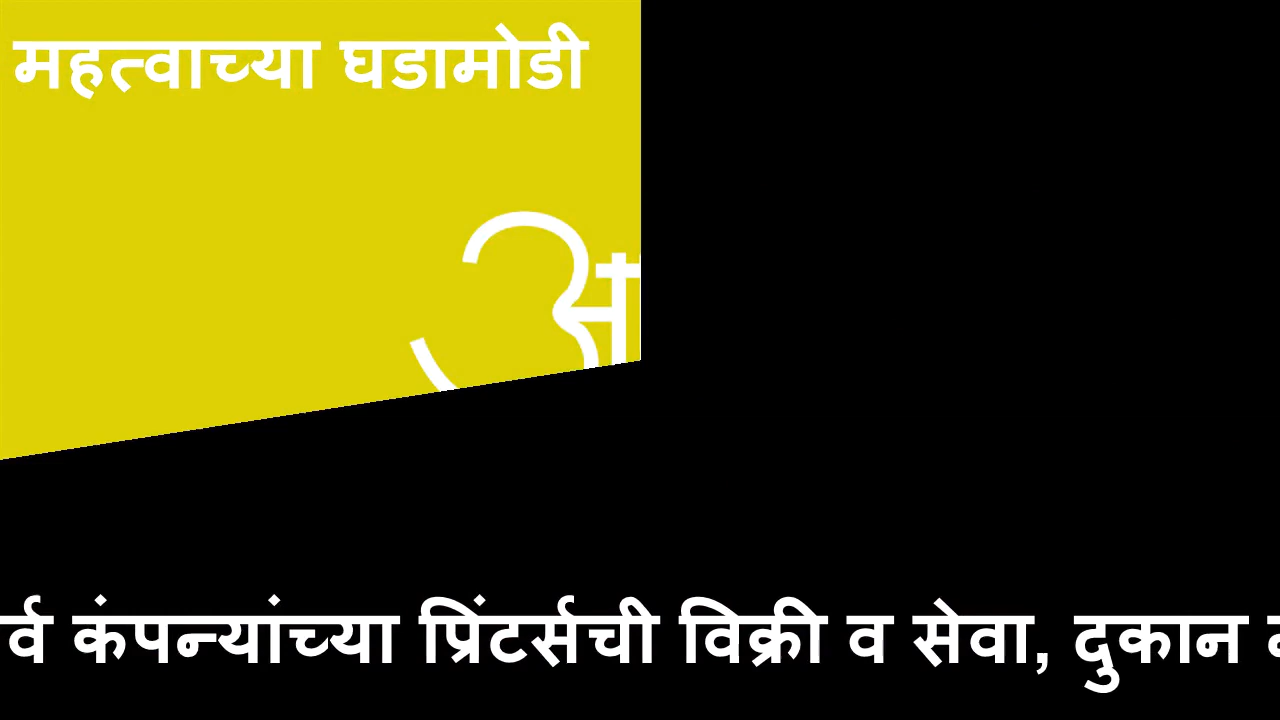 महत्वाच्या घडामोडी
कंपन्यांच्या प्रिंटर्सची विक्री व सेवा, दुकान